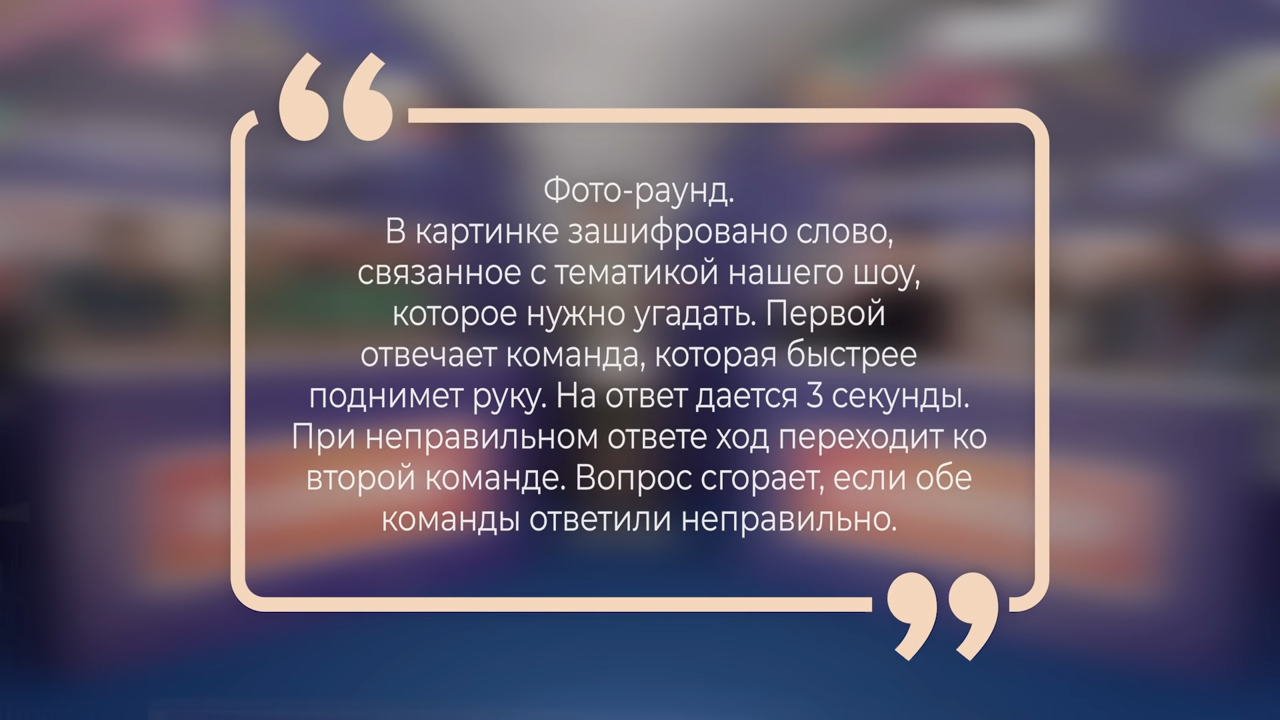 Фото-раунд.
В картинке зашифровано слово,
связанное с тематикой нашего шоу,
которое нужно угадать. Первой
отвечает команда, которая быстрее
поднимет руку. На ответ дается 3 секунды.
При неправильном ответе ход переходит ко
второй команде. Вопрос сгорает, если обе
команды ответили неправильно.